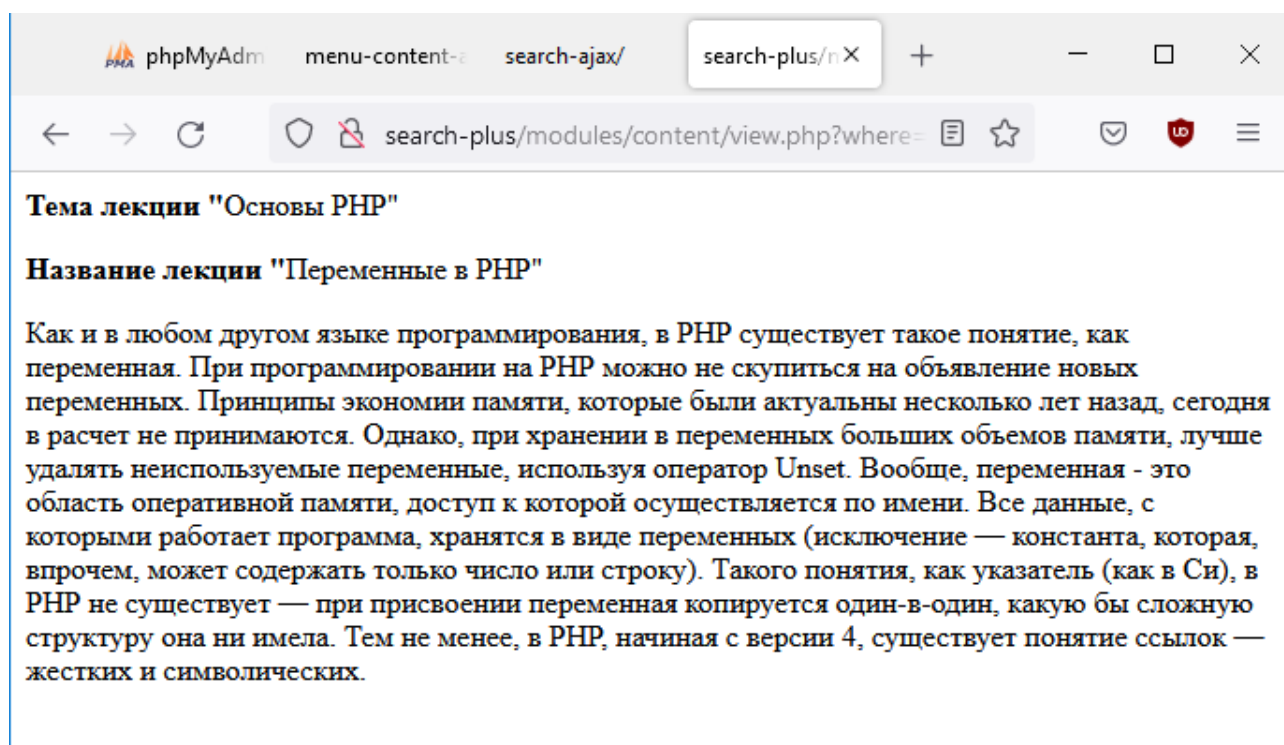 phpMyAdm menu-content-a search-ajax/ search-plus/n
search-plus/modules/content/view.php?where=
Тема лекции "Основы PHP"
Название лекции "Переменные в PHP"
Как и в любом другом языке программирования, в PHP существует такое понятие, как
переменная. При программировании на PHP можно не скупиться на объявление новых
переменных. Принципы экономии памяти, которые были актуальны несколько лет назад, сегодня
в расчет не принимаются. Однако, при хранении в переменных больших объемов памяти, лучше
удалять неиспользуемые переменные, используя оператор Unset. Вообще, переменная - это
область оперативной памяти, доступ к которой осуществляется по имени. Все данные, с
которыми работает программа, хранятся в виде переменных (исключение — константа, которая,
впрочем, может содержать только число или строку). Такого понятия, как указатель (как в Си), в
PHP не существует — при присвоении переменная копируется один-в-один, какую бы сложную
структуру она ни имела. Тем не менее, в PHP, начиная с версии 4, существует понятие ссылок —
жестких и символических.